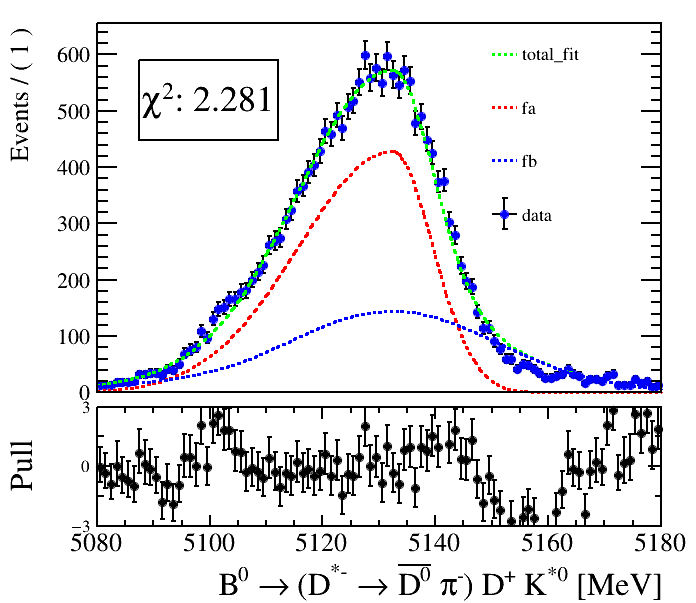 Events / ( 1 )
600
500
400
300
200
100
0
χ²: 2.281
total_fit
fa
fb
data
Pull
3
0
−3
5080 5100 5120 5140 5160 5180
B⁰ → (D*⁻ → D̅⁰ π⁻) D⁺ K*⁰ [MeV]